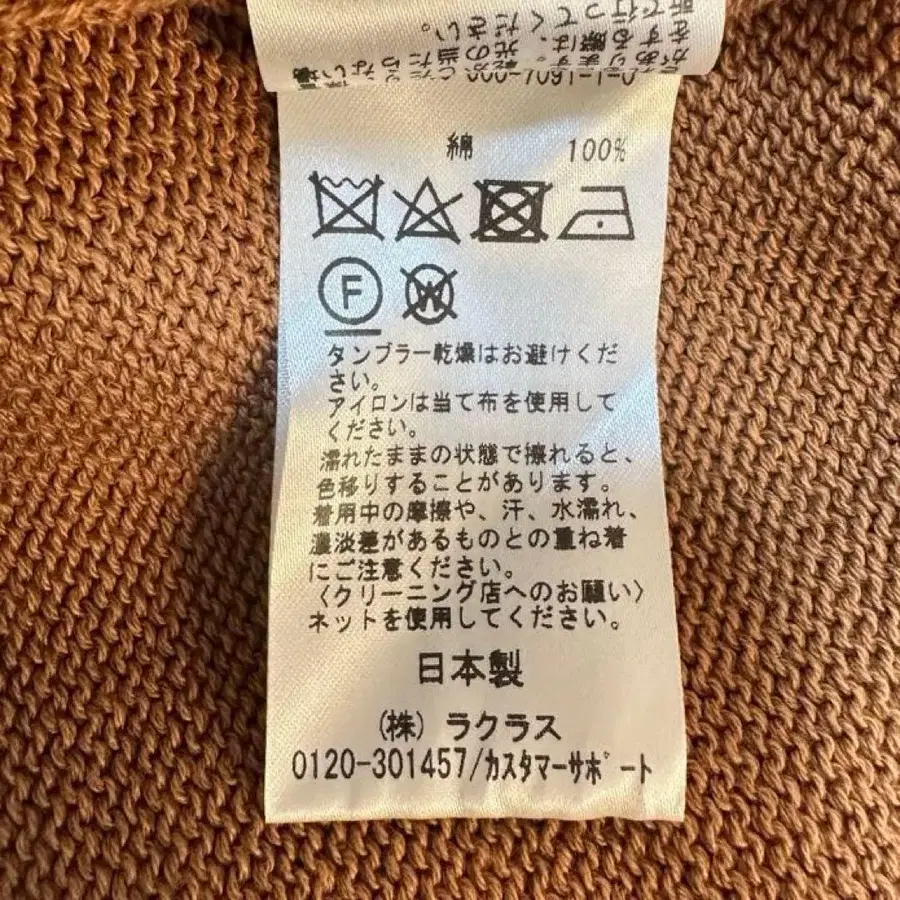 綿 100%
F
W
タンブラー乾燥はお避けくだ
さい。
アイロンは当て布を使用して
ください。
濡れたままの状態で擦れると、
色移りすることがあります。
着用中の摩擦や、汗、水濡れ、
濃淡差があるものとの重ね着
にご注意ください。
〈クリーニング店へのお願い〉
ネットを使用してください。
日本製
(株) ラクラス
0120-301457/カスタマーサポート